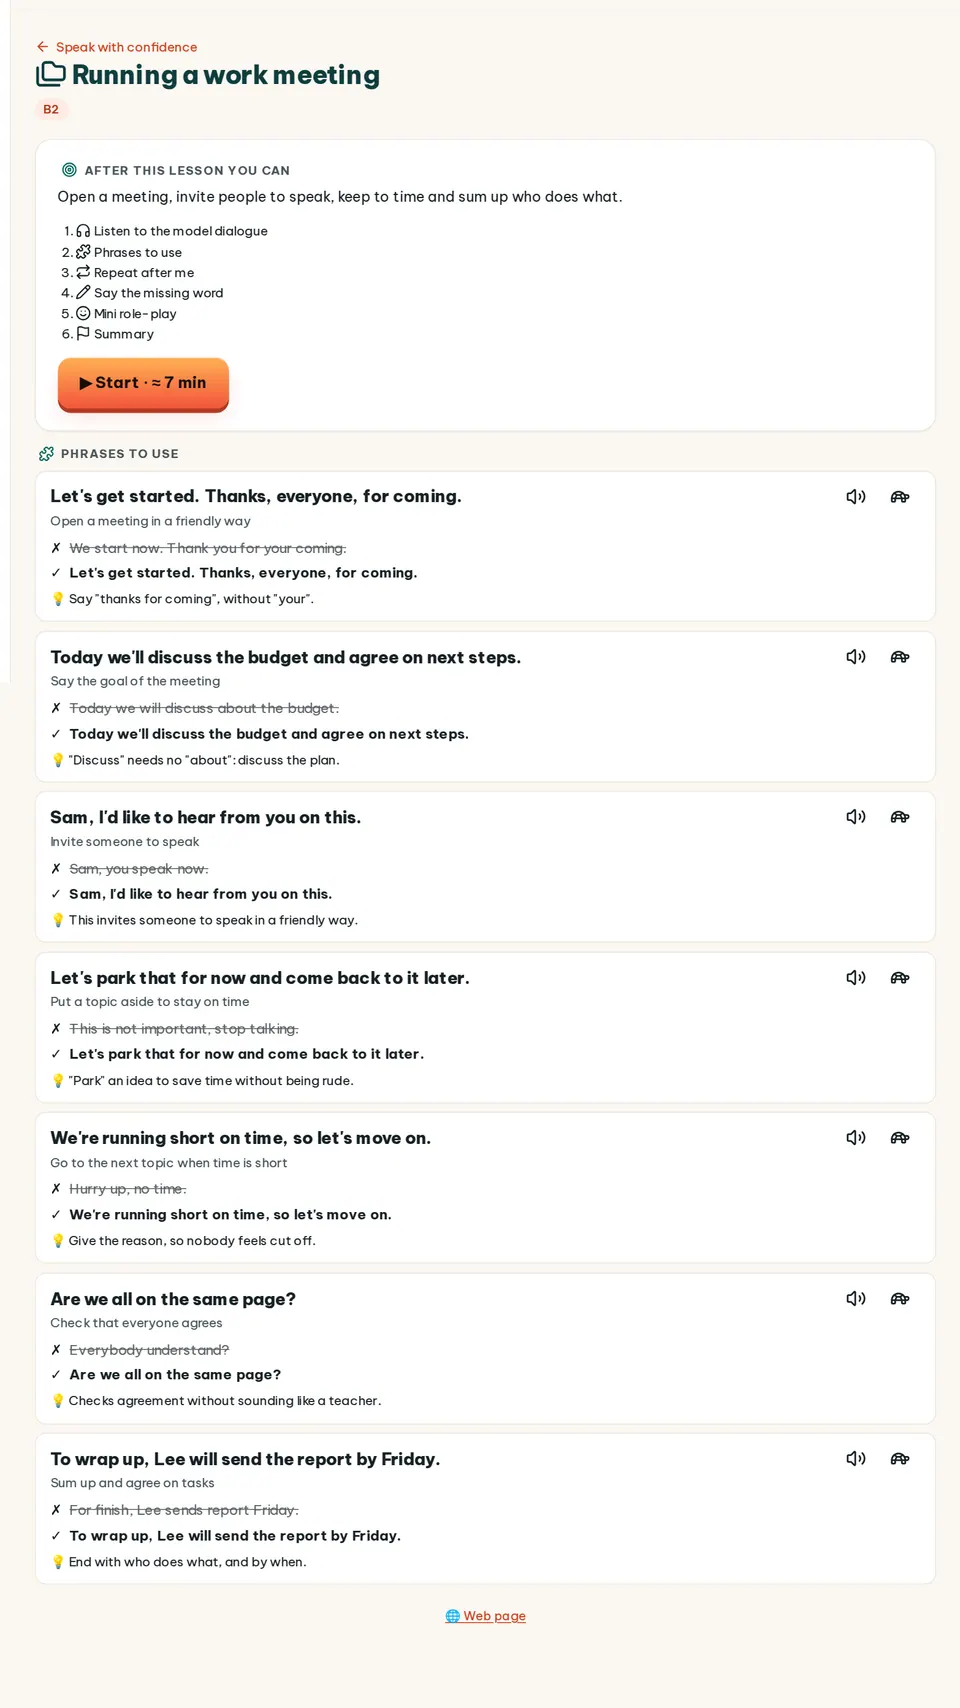 ← Speak with confidence
Running a work meeting
B2
AFTER THIS LESSON YOU CAN
Open a meeting, invite people to speak, keep to time and sum up who does what.
1. Listen to the model dialogue
2. Phrases to use
3. Repeat after me
4. Say the missing word
5. Mini role-play
6. Summary
▶ Start · ≈ 7 min
PHRASES TO USE
Let's get started. Thanks, everyone, for coming.
Open a meeting in a friendly way
✗ We start now. Thank you for your coming.
✓ Let's get started. Thanks, everyone, for coming.
💡 Say "thanks for coming", without "your".
Today we'll discuss the budget and agree on next steps.
Say the goal of the meeting
✗ Today we will discuss about the budget.
✓ Today we'll discuss the budget and agree on next steps.
💡 "Discuss" needs no "about": discuss the plan.
Sam, I'd like to hear from you on this.
Invite someone to speak
✗ Sam, you speak now.
✓ Sam, I'd like to hear from you on this.
💡 This invites someone to speak in a friendly way.
Let's park that for now and come back to it later.
Put a topic aside to stay on time
✗ This is not important, stop talking.
✓ Let's park that for now and come back to it later.
💡 "Park" an idea to save time without being rude.
We're running short on time, so let's move on.
Go to the next topic when time is short
✗ Hurry up, no time.
✓ We're running short on time, so let's move on.
💡 Give the reason, so nobody feels cut off.
Are we all on the same page?
Check that everyone agrees
✗ Everybody understand?
✓ Are we all on the same page?
💡 Checks agreement without sounding like a teacher.
To wrap up, Lee will send the report by Friday.
Sum up and agree on tasks
✗ For finish, Lee sends report Friday.
✓ To wrap up, Lee will send the report by Friday.
💡 End with who does what, and by when.
🌐 Web page